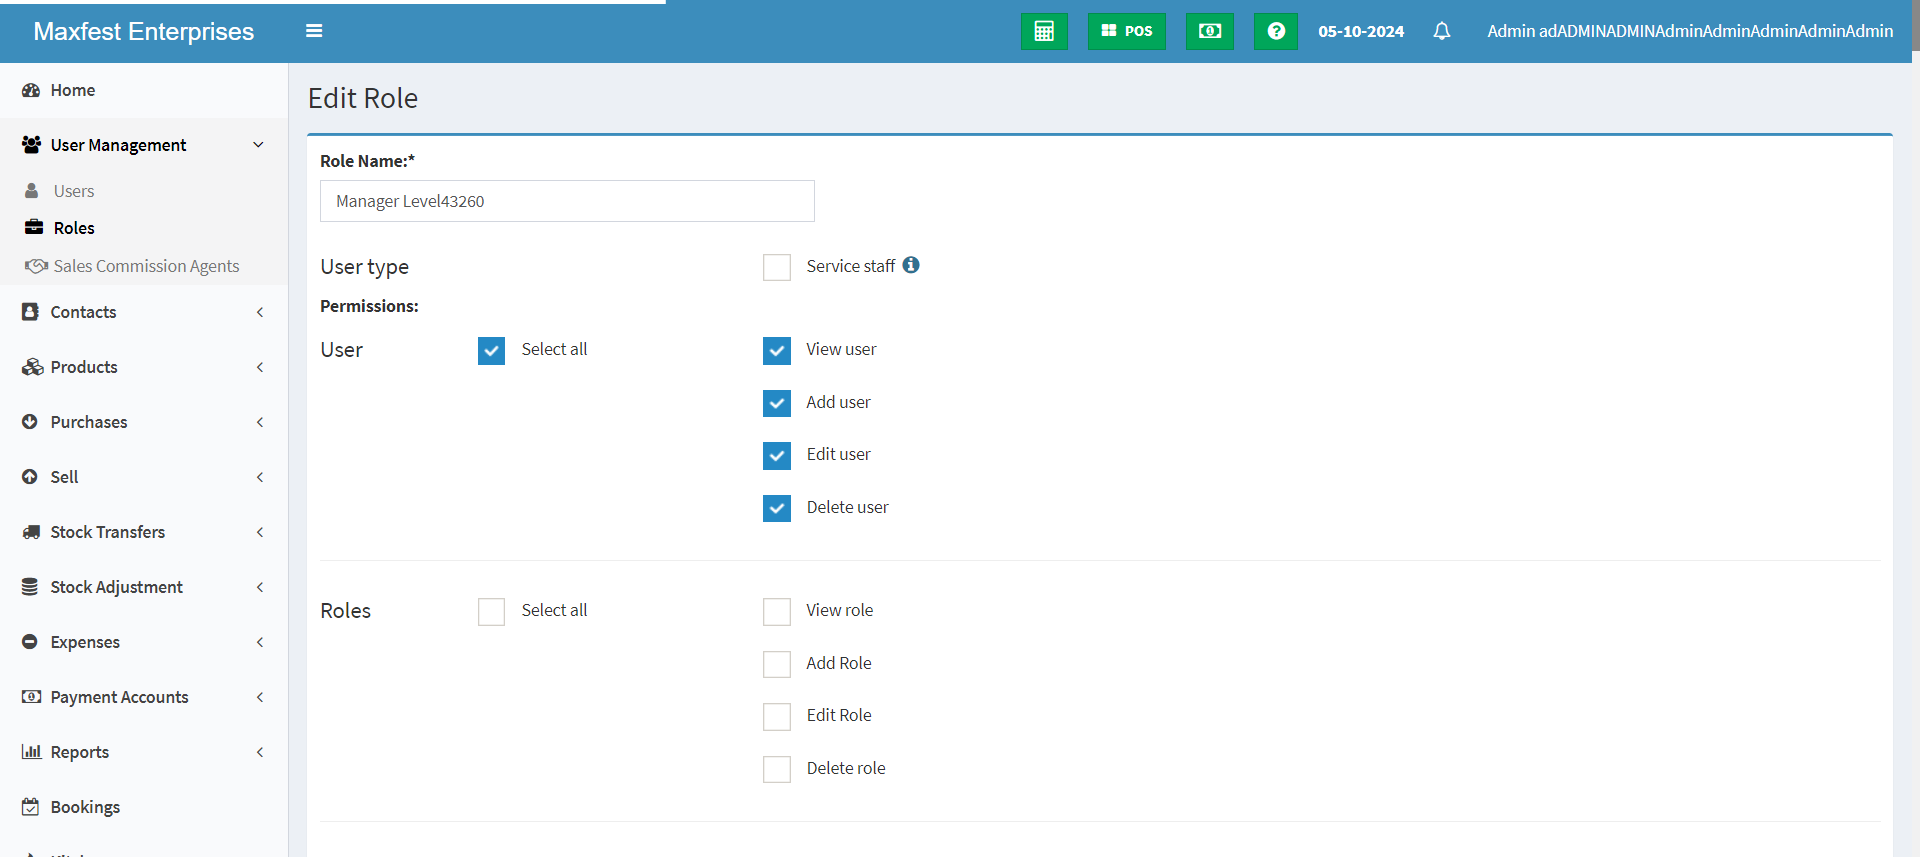 Maxfest Enterprises
POS
05-10-2024
Admin adADMINADMINAdminAdminAdminAdminAdmin
Home
User Management
Users
Roles
Sales Commission Agents
Contacts
Products
Purchases
Sell
Stock Transfers
Stock Adjustment
Expenses
Payment Accounts
Reports
Bookings
Edit Role
Role Name:*
Manager Level43260
User type
Service staff
Permissions:
User
Select all
View user
Add user
Edit user
Delete user
Roles
Select all
View role
Add Role
Edit Role
Delete role